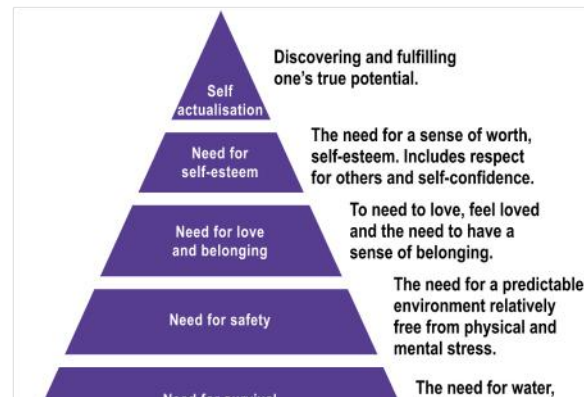 Self
actualisation
Discovering and fulfilling
one's true potential.
Need for
self-esteem
The need for a sense of worth,
self-esteem. Includes respect
for others and self-confidence.
Need for love
and belonging
To need to love, feel loved
and the need to have a
sense of belonging.
Need for safety
The need for a predictable
environment relatively
free from physical and
mental stress.
Need for survival
The need for water,